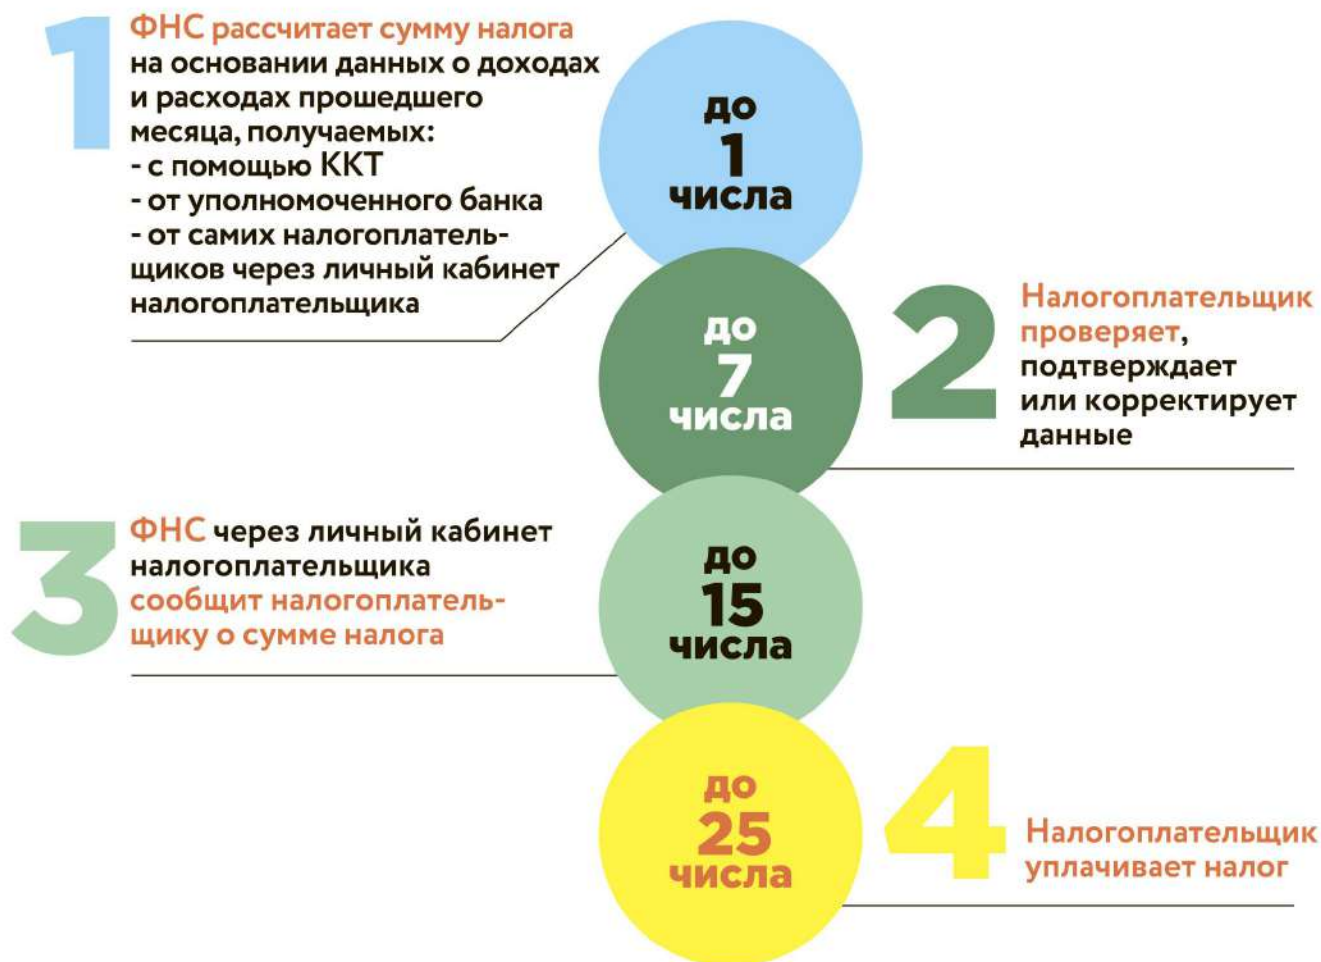 1
ФНС рассчитает сумму налога
на основании данных о доходах
и расходах прошедшего
месяца, получаемых:
- с помощью ККТ
- от уполномоченного банка
- от самих налогоплатель-
щиков через личный кабинет
налогоплательщика
до
1
числа
до
7
числа
2
Налогоплательщик
проверяет,
подтверждает
или корректирует
данные
3
ФНС через личный кабинет
налогоплательщика
сообщит налогоплатель-
щику о сумме налога
до
15
числа
до
25
числа
4
Налогоплательщик
уплачивает налог